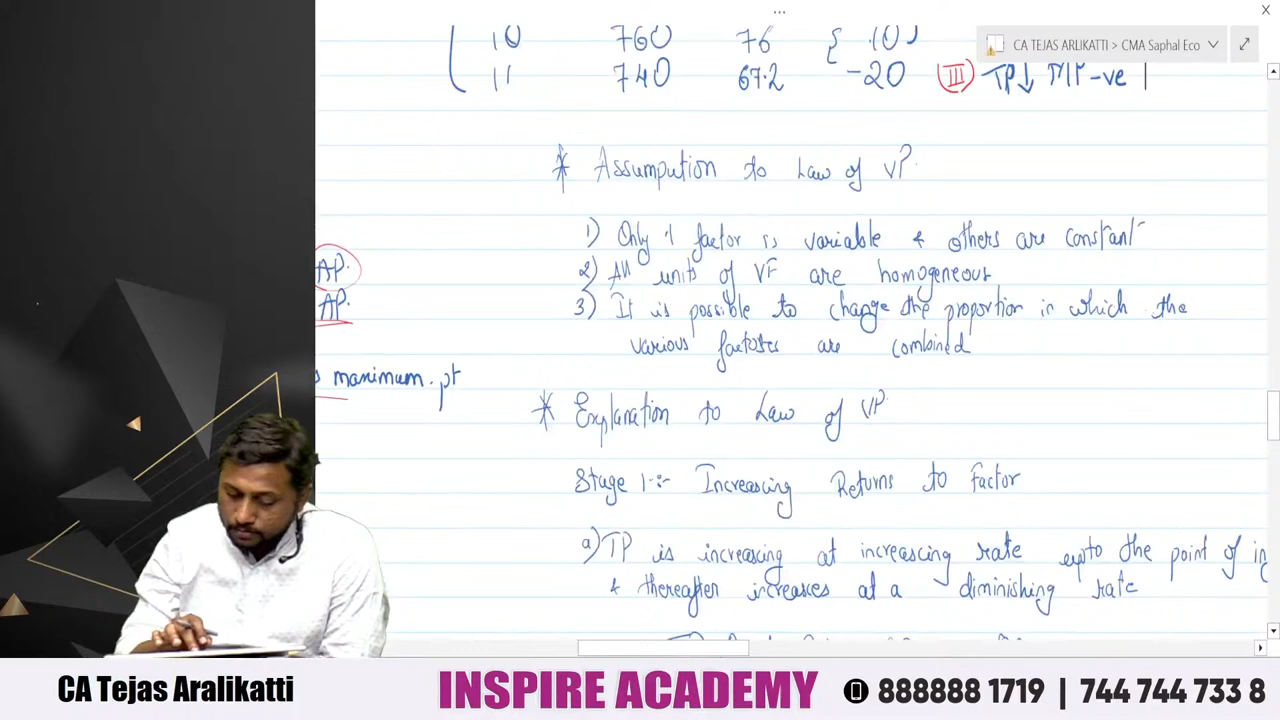 ...
CA TEJAS ARLIKATTI > CMA Saphal Eco
10 760 76 { 10
11 740 67.2 -20 III TP↓ MP -ve |
* Assumpution to Law of VP
1) Only 1 factor is variable & others are constant
2) All units of VF are homogeneous
3) It is possible to change the proportion in which the
various factors are combined
AP.
AP.
manimum. pt
* Explanation to Law of VP
Stage 1 :- Increasing Returns to Factor
a) TP is increasing at increasing rate upto the point of
& thereafter increases at a diminishing rate
CA Tejas Aralikatti
INSPIRE ACADEMY
888888 1719 | 744 744 733 8